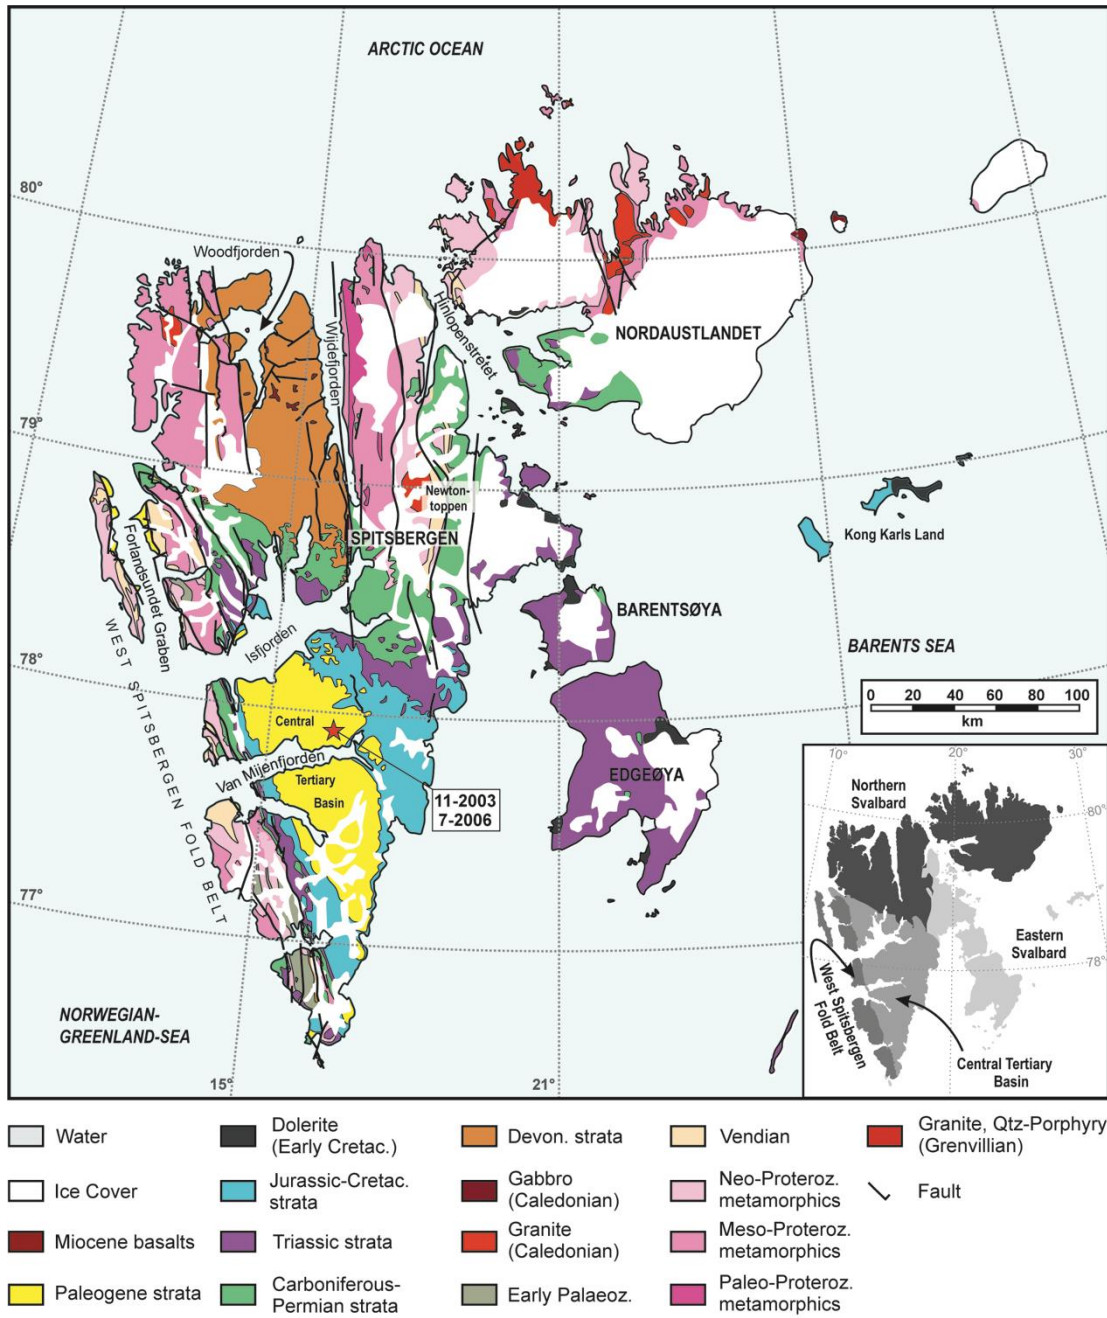 ARCTIC OCEAN
80°
Woodfjorden
Wijdefjorden
Hinlopenstretet
NORDAUSTLANDET
79°
Newton-
toppen
SPITSBERGEN
Kong Karls Land
Forlandsundet Graben
WEST SPITSBERGEN FOLD BELT
Isfjorden
BARENTSØYA
BARENTS SEA
78°
0 20 40 60 80 100
km
Central
Van Mijenfjorden
Tertiary
Basin
EDGEØYA
11-2003
7-2006
77°
NORWEGIAN-
GREENLAND-SEA
15°
21°
10°
20°
30°
Northern
Svalbard
80°
78°
Eastern
Svalbard
West Spitsbergen
Fold Belt
Central Tertiary
Basin
Water
Ice Cover
Miocene basalts
Paleogene strata
Dolerite
(Early Cretac.)
Jurassic-Cretac.
strata
Triassic strata
Carboniferous-
Permian strata
Devon. strata
Gabbro
(Caledonian)
Granite
(Caledonian)
Early Palaeoz.
Vendian
Neo-Proteroz.
metamorphics
Meso-Proteroz.
metamorphics
Paleo-Proteroz.
metamorphics
Granite, Qtz-Porphyry
(Grenvillian)
Fault